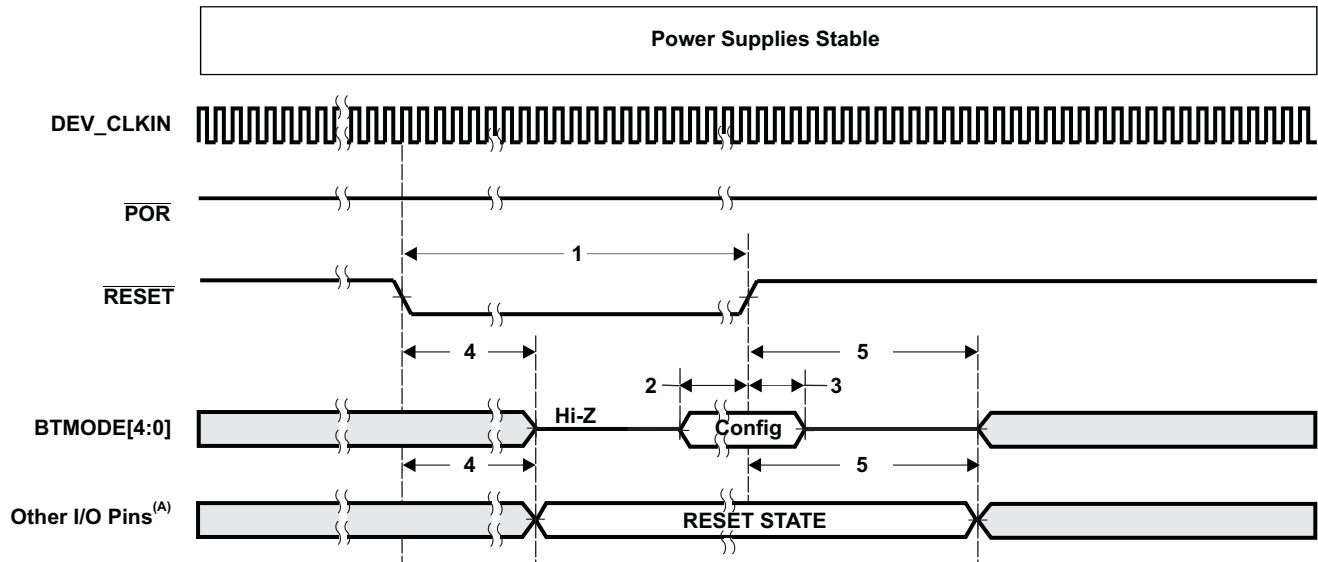 Power Supplies Stable
DEV_CLKIN
POR
1
RESET
4
5
2
3
BTMODE[4:0]
Hi-Z
Config
4
5
Other I/O Pins(A)
RESET STATE